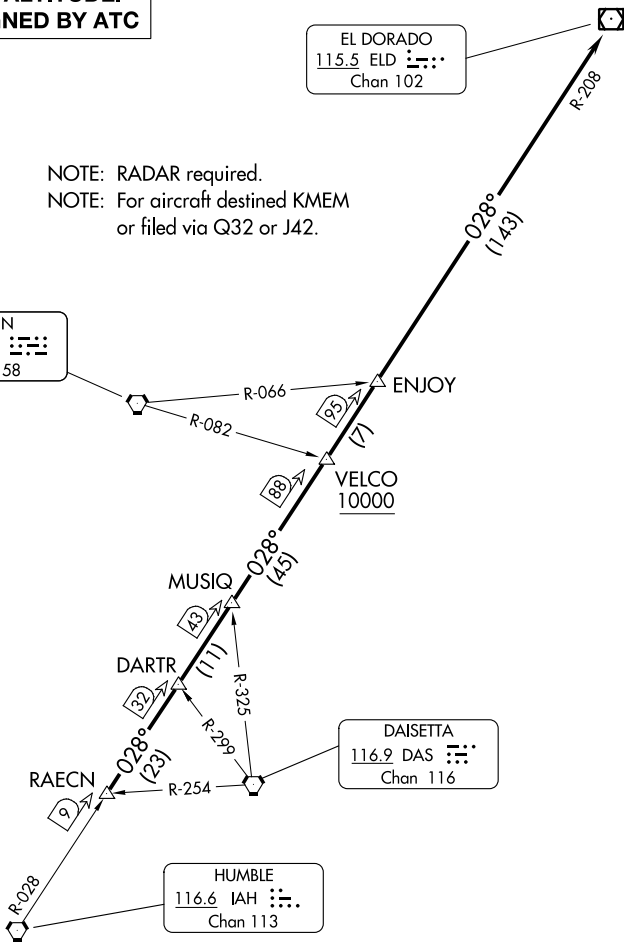 GNED BY ATC
EL DORADO
115.5 ELD
Chan 102
R-208
NOTE: RADAR required.
NOTE: For aircraft destined KMEM
or filed via Q32 or J42.
028°
(143)
N
58
R-066
R-082
ENJOY
95
(7)
88
VELCO
10000
028°
(45)
MUSIQ
43
(11)
DARTR
32
R-325
R-299
028°
(23)
RAECN
9
R-254
DAISETTA
116.9 DAS
Chan 116
R-028
HUMBLE
116.6 IAH
Chan 113